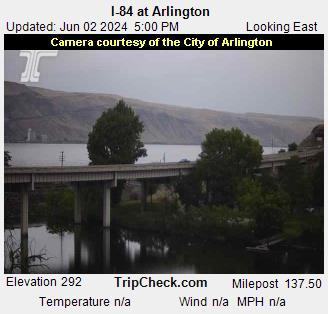 I-84 at Arlington
Updated: Jun 02 2024 5:00 PM Looking East
Camera courtesy of the City of Arlington
Elevation 292 TripCheck.com Milepost 137.50
Temperature n/a Wind n/a MPH n/a